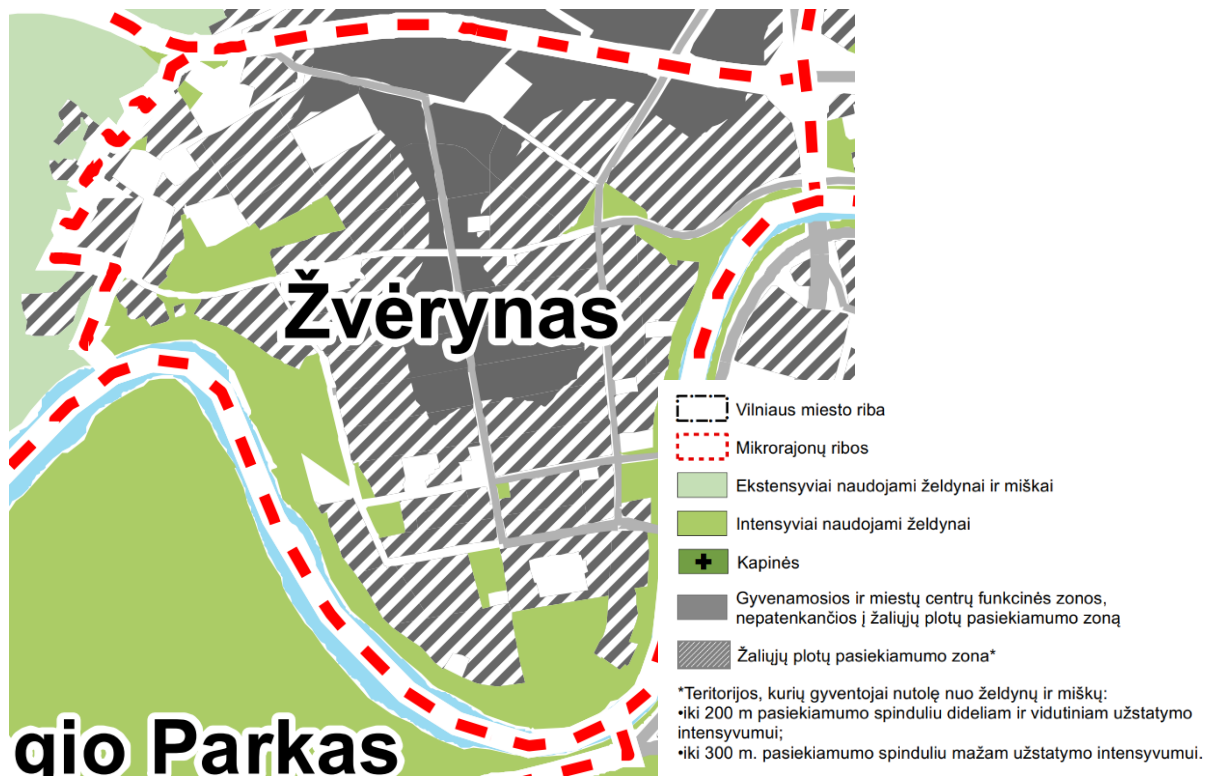 Žvėrynas
gio Parkas
Vilniaus miesto riba
Mikrorajonų ribos
Ekstensyviai naudojami želdynai ir miškai
Intensyviai naudojami želdynai
Kapinės
Gyvenamosios ir miestų centrų funkcinės zonos,
nepatenkančios į žaliųjų plotų pasiekiamumo zoną
Žaliųjų plotų pasiekiamumo zona*
*Teritorijos, kurių gyventojai nutolę nuo želdynų ir miškų:
•iki 200 m pasiekiamumo spinduliu dideliam ir vidutiniam užstatymo
intensyvumui;
•iki 300 m. pasiekiamumo spinduliu mažam užstatymo intensyvumui.